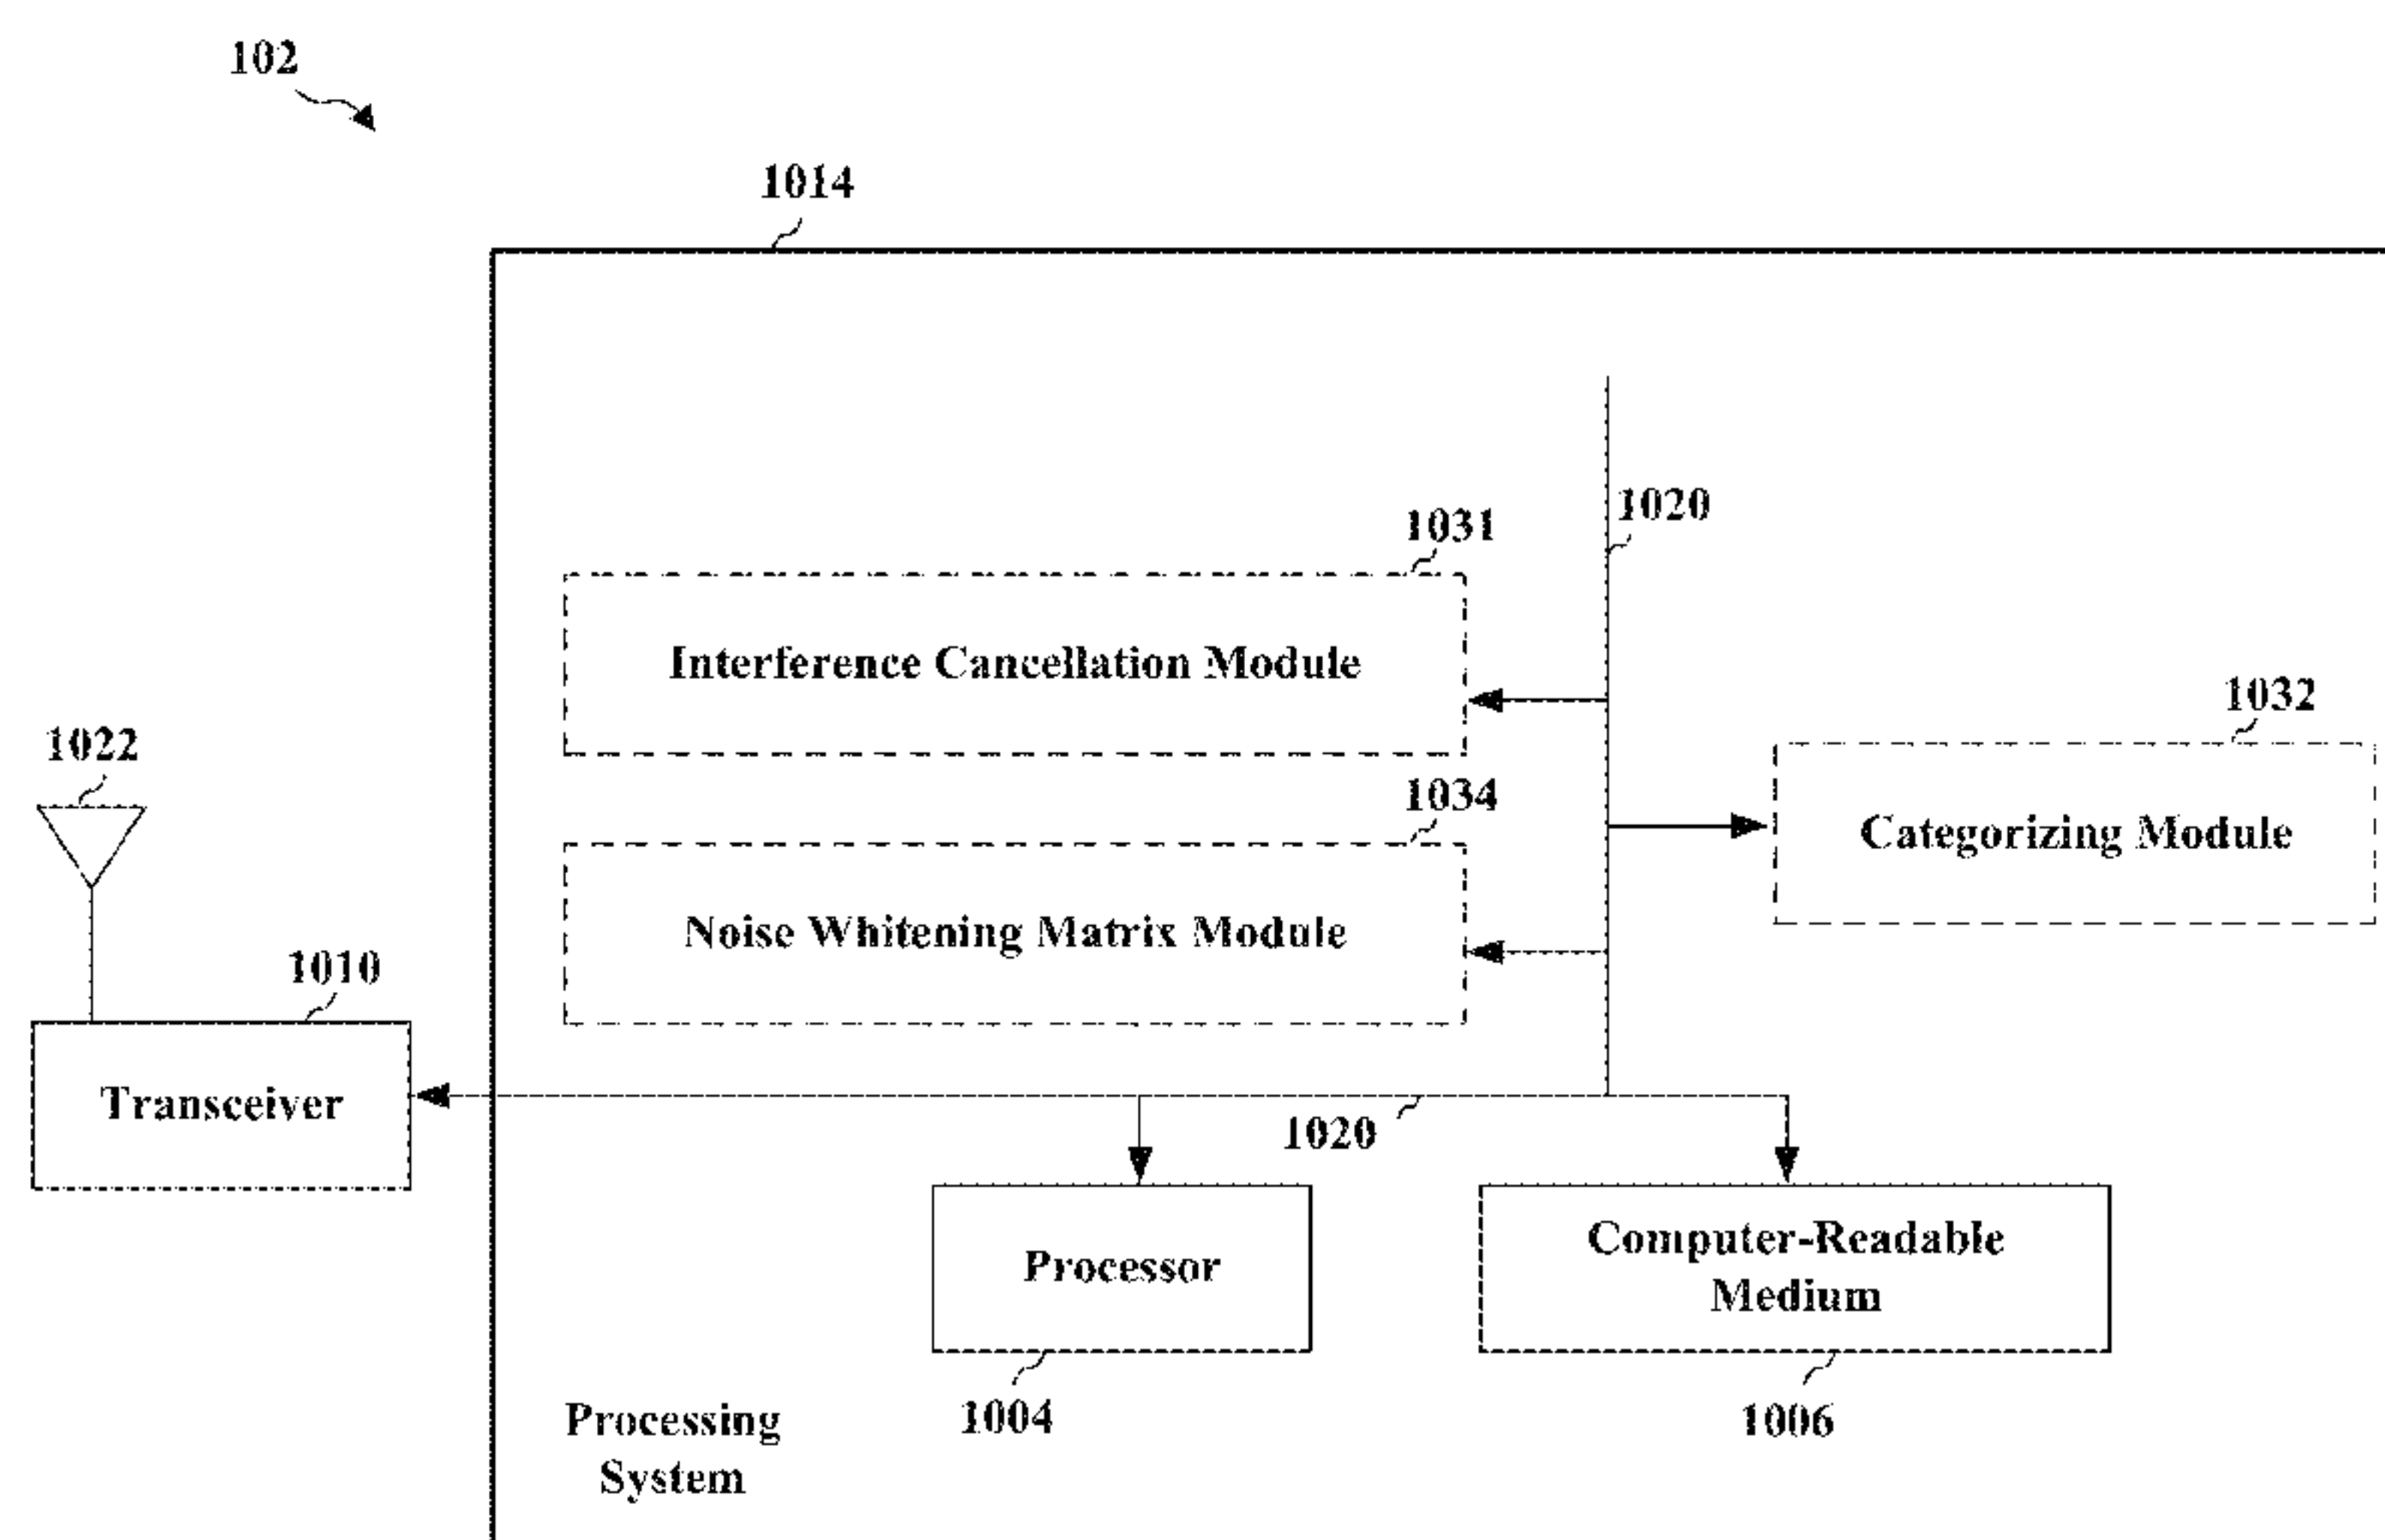 102
1014
1020
1031
Interference Cancellation Module
1032
Categorizing Module
1022
1034
Noise Whitening Matrix Module
1010
Transceiver
1020
Processor
Computer-Readable
Medium
1004
1006
Processing
System